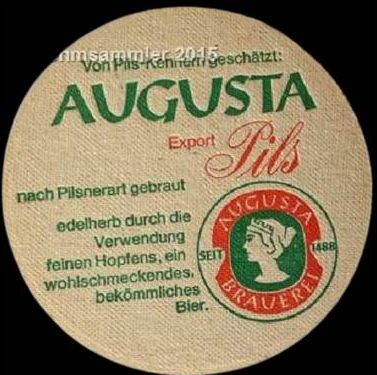 Von Pils-Kennern geschätzt:
AUGUSTA
Export Pils
nach Pilsnerart gebraut
edelherb durch die
Verwendung
feinen Hopfens, ein
wohlschmeckendes,
bekömmliches
Bier.
AUGUSTA
SEIT 1488
BRAUEREI
2015